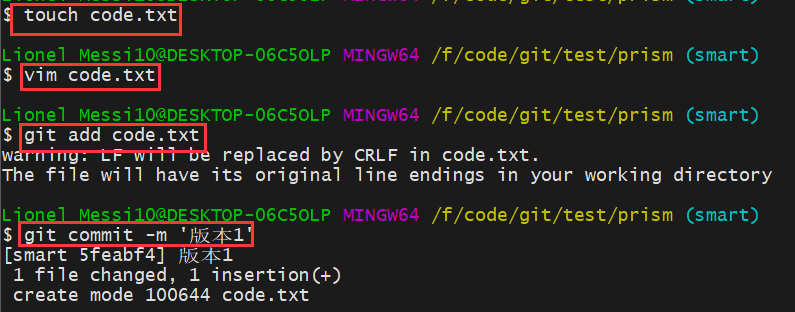 $ touch code.txt
Lionel Messi10@DESKTOP-06C5OLP MINGW64 /f/code/git/test/prism (smart)
$ vim code.txt
Lionel Messi10@DESKTOP-06C5OLP MINGW64 /f/code/git/test/prism (smart)
$ git add code.txt
warning: LF will be replaced by CRLF in code.txt.
The file will have its original line endings in your working directory
Lionel Messi10@DESKTOP-06C5OLP MINGW64 /f/code/git/test/prism (smart)
$ git commit -m '版本1'
[smart 5feabf4] 版本1
1 file changed, 1 insertion(+)
create mode 100644 code.txt